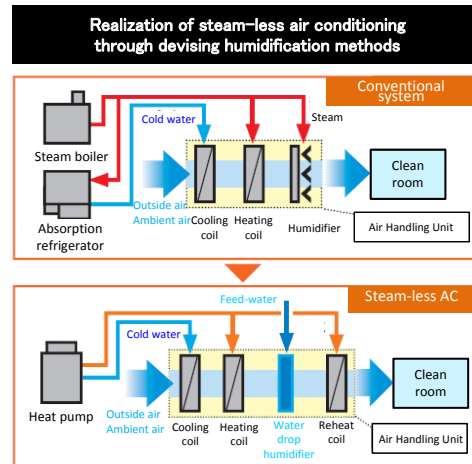 Realization of steam-less air conditioning
through devising humidification methods
Conventional
system
Steam
Cold water
Steam boiler
Clean
room
Outside air
Ambient air
Absorption
refrigerator
Cooling
coil
Heating
coil
Humidifier
Air Handling Unit
Steam-less AC
Feed-water
Cold water
Clean
room
Heat pump
Outside air
Ambient air
Cooling
coil
Heating
coil
Water
drop
humidifier
Reheat
coil
Air Handling Unit